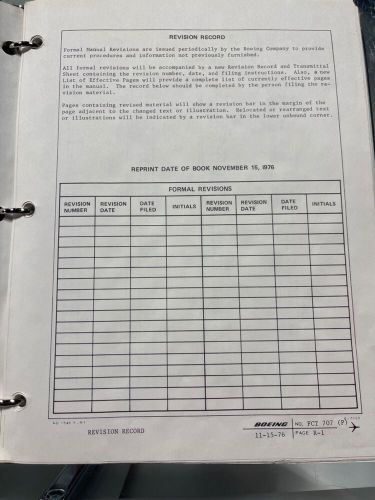 REVISION RECORD
Formal Manual Revisions are issued periodically by the Boeing Company to provide
current procedures and information not previously furnished.
All formal revisions will be accompanied by a new Revision Record and Transmittal
Sheet containing the revision number, date, and filing instructions. Also, a new
List of Effective Pages will provide a complete list of currently effective pages
in the manual. The record below should be completed by the person filing the re-
vision material.
Pages containing revised material will show a revision bar in the margin of the
page adjacent to the changed text or illustration. Relocated or rearranged text
or illustrations will be indicated by a revision bar in the lower unbound corner.
REPRINT DATE OF BOOK NOVEMBER 15, 1976
FORMAL REVISIONS
REVISION NUMBER REVISION DATE DATE FILED INITIALS REVISION NUMBER REVISION DATE DATE FILED INITIALS
REVISION RECORD
BOEING NO. FCT 707 (P)
11-15-76 PAGE R-1